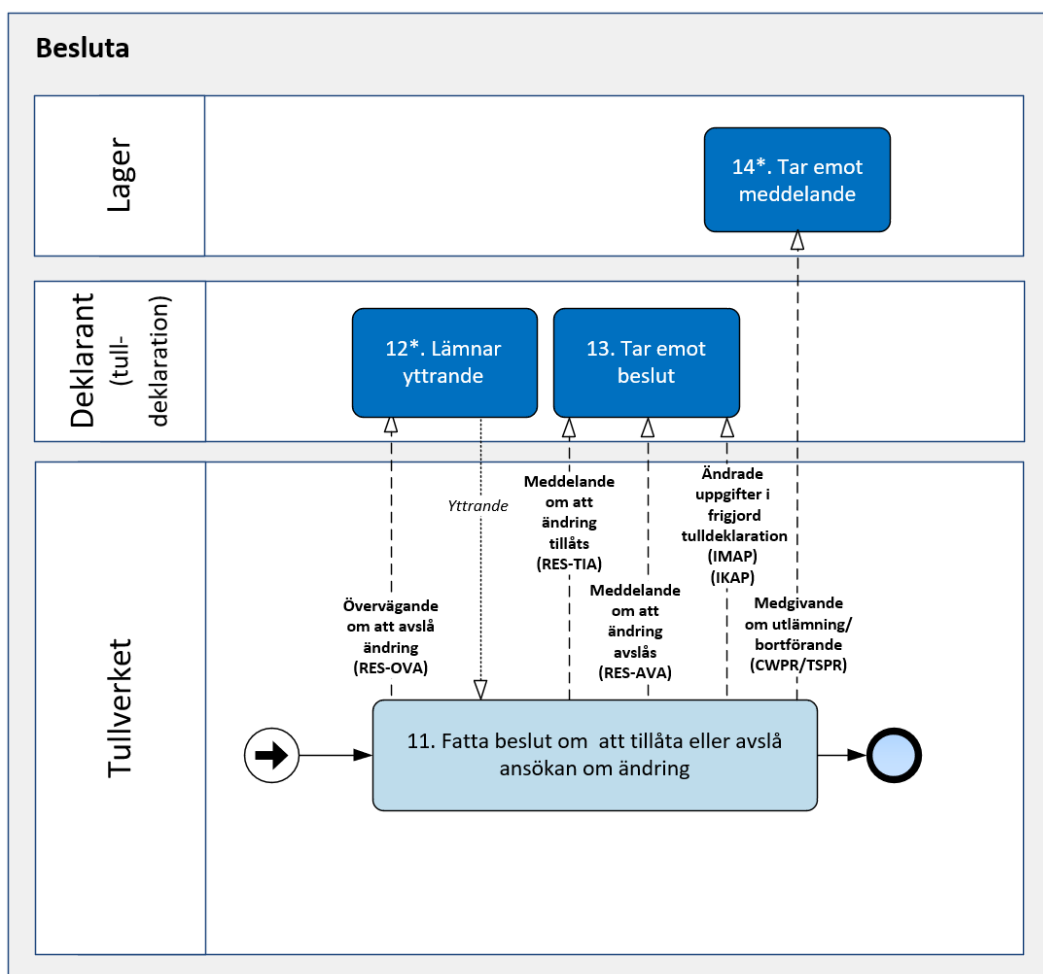 Besluta
Lager
14*. Tar emot
meddelande
Deklarant
(tull-
deklaration)
12*. Lämnar
yttrande
13. Tar emot
beslut
Tullverket
Övervägande
om att avslå
ändring
(RES-OVA)
Yttrande
Meddelande
om att
ändring
tillåts
(RES-TIA)
Meddelande
om att
ändring
avslås
(RES-AVA)
Ändrade
uppgifter i
frigjord
tulldeklaration
(IMAP)
(IKAP)
Medgivande
om utlämning/
bortförande
(CWPR/TSPR)
11. Fatta beslut om  att tillåta eller avslå
ansökan om ändring